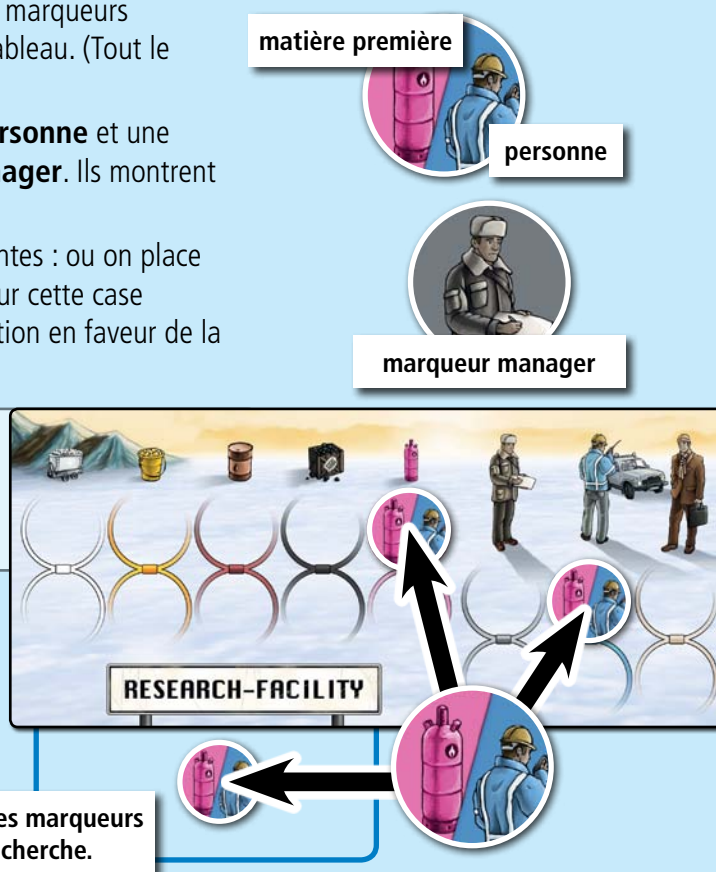 marqueurs
ableau. (Tout le
ersonne et une
ager. Ils montrent
ntes : ou on place
ur cette case
tion en faveur de la
matière première
personne
marqueur manager
RESEARCH-FACILITY
es marqueurs
cherche.